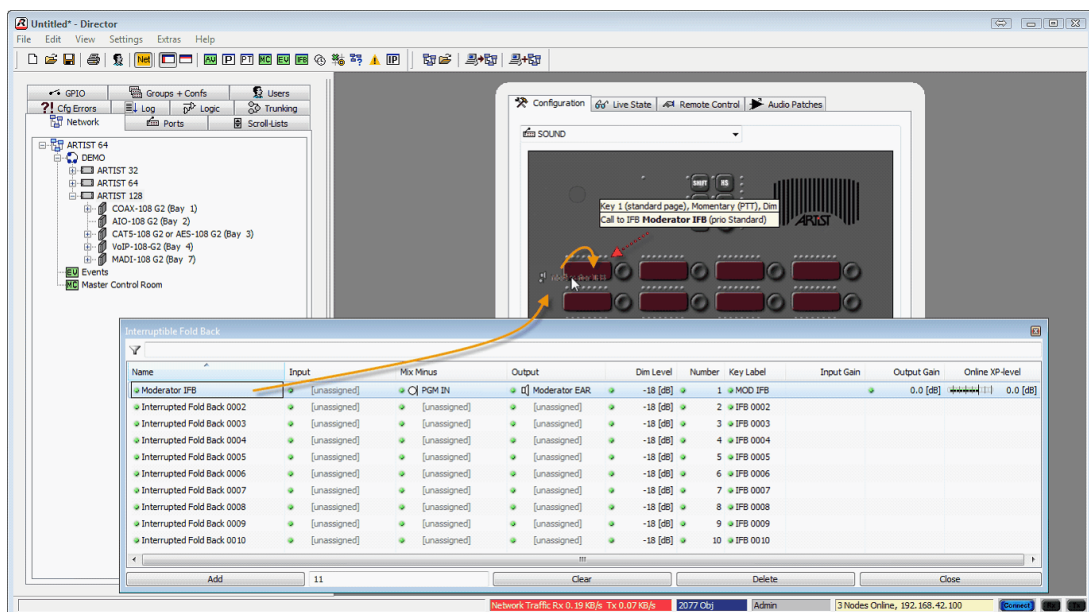 Untitled* - Director
File Edit View Settings Extras Help
Net AV P PT MC EV IFB IP
GPIO Groups + Confs Users
Cfg Errors Log Logic Trunking
Network Ports Scroll-Lists
ARTIST 64
DEMO
ARTIST 32
ARTIST 64
ARTIST 128
COAX-108 G2 (Bay 1)
AIO-108 G2 (Bay 2)
CAT5-108 G2 or AES-108 G2 (Bay 3)
VoIP-108-G2 (Bay 4)
MADI-108 G2 (Bay 7)
EV Events
MC Master Control Room
Configuration Live State Remote Control Audio Patches
SOUND
SHIFT HS
Key 1 (standard page), Momentary (PTT), Dim
Call to IFB Moderator IFB (prio Standard)
ARTIST
Interruptible Fold Back
Name Input Mix Minus Output Dim Level Number Key Label Input Gain Output Gain Online XP-level
Moderator IFB [unassigned] PGM IN Moderator EAR -18 [dB] 1 MOD IFB 0.0 [dB] 0.0 [dB]
Interrupted Fold Back 0002 [unassigned] [unassigned] [unassigned] -18 [dB] 2 IFB 0002
Interrupted Fold Back 0003 [unassigned] [unassigned] [unassigned] -18 [dB] 3 IFB 0003
Interrupted Fold Back 0004 [unassigned] [unassigned] [unassigned] -18 [dB] 4 IFB 0004
Interrupted Fold Back 0005 [unassigned] [unassigned] [unassigned] -18 [dB] 5 IFB 0005
Interrupted Fold Back 0006 [unassigned] [unassigned] [unassigned] -18 [dB] 6 IFB 0006
Interrupted Fold Back 0007 [unassigned] [unassigned] [unassigned] -18 [dB] 7 IFB 0007
Interrupted Fold Back 0008 [unassigned] [unassigned] [unassigned] -18 [dB] 8 IFB 0008
Interrupted Fold Back 0009 [unassigned] [unassigned] [unassigned] -18 [dB] 9 IFB 0009
Interrupted Fold Back 0010 [unassigned] [unassigned] [unassigned] -18 [dB] 10 IFB 0010
Add 11 Clear Delete Close
Network Traffic Rx 0.19 KB/s Tx 0.07 KB/s 2077 Obj Admin 3 Nodes Online, 192.168.42.100 Connect